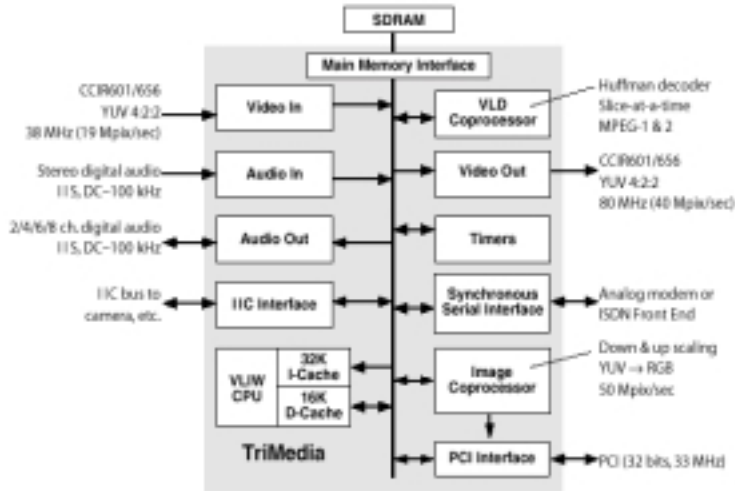 SDRAM
Main Memory Interface
CCIR601/656
YUV 4:2:2
38 MHz (19 Mpix/sec)
Video In
VLD
Coprocessor
Huffman decoder
Slice-at-a-time
MPEG-1 & 2
Stereo digital audio
IIS, DC–100 kHz
Audio In
Video Out
CCIR601/656
YUV 4:2:2
80 MHz (40 Mpix/sec)
2/4/6/8 ch. digital audio
IIS, DC–100 kHz
Audio Out
Timers
IIC bus to
camera, etc.
IIC Interface
Synchronous
Serial Interface
Analog modem or
ISDN Front End
VLIW
CPU
32K
I-Cache
16K
D-Cache
Image
Coprocessor
Down & up scaling
YUV → RGB
50 Mpix/sec
TriMedia
PCI Interface
PCI (32 bits, 33 MHz)